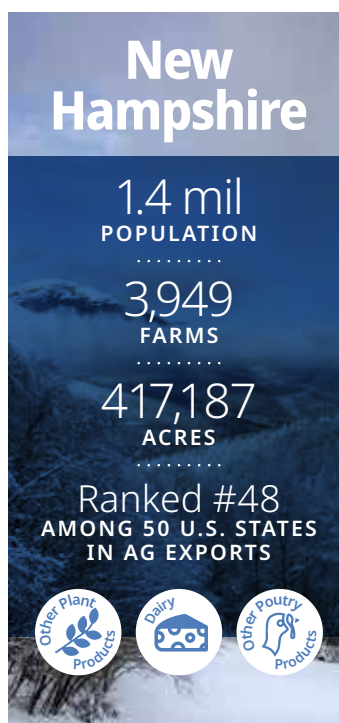 New
Hampshire
1.4 mil
POPULATION
3,949
FARMS
417,187
ACRES
Ranked #48
AMONG 50 U.S. STATES
IN AG EXPORTS
Other Plant
Products
Dairy
Other Poutry
Products